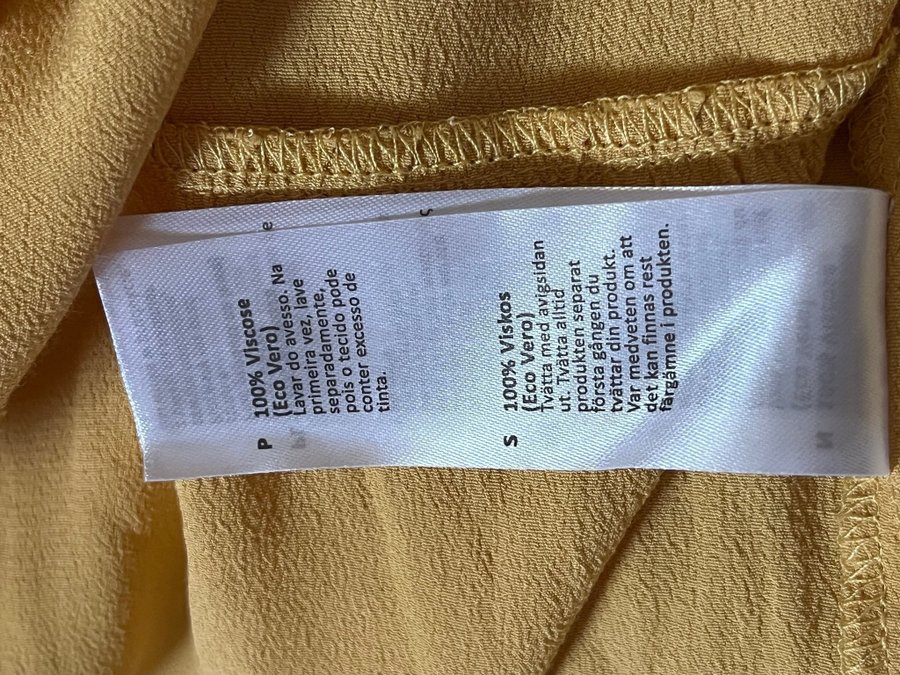 P 100% Viscose
(Eco Vero)
Lavar do avesso. Na
primeira vez, lave
separadamente,
pois o tecido pode
conter excesso de
tinta.
S 100% Viskos
(Eco Vero)
Tvätta med avigsidan
ut. Tvätta alltid
produkten separat
första gången du
tvättar din produkt.
Var medveten om att
det kan finnas rest
färgämne i produkten.